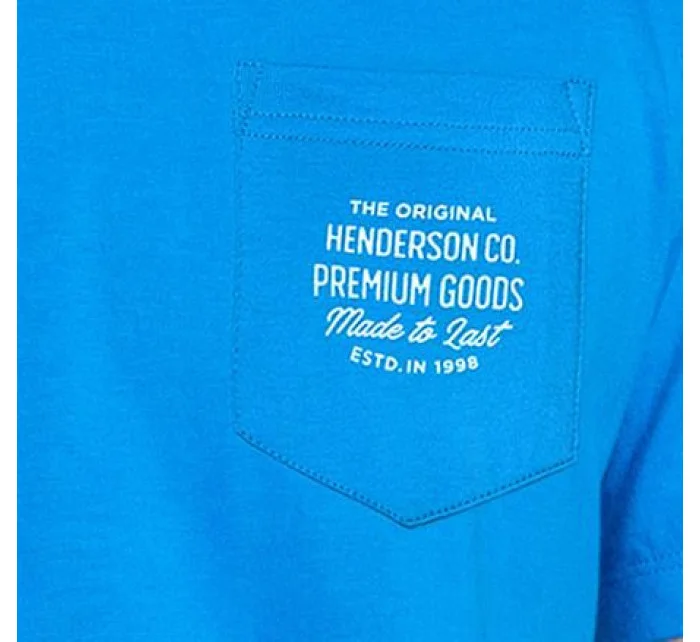 THE ORIGINAL
HENDERSON CO.
PREMIUM GOODS
Made to Last
ESTD. IN 1998